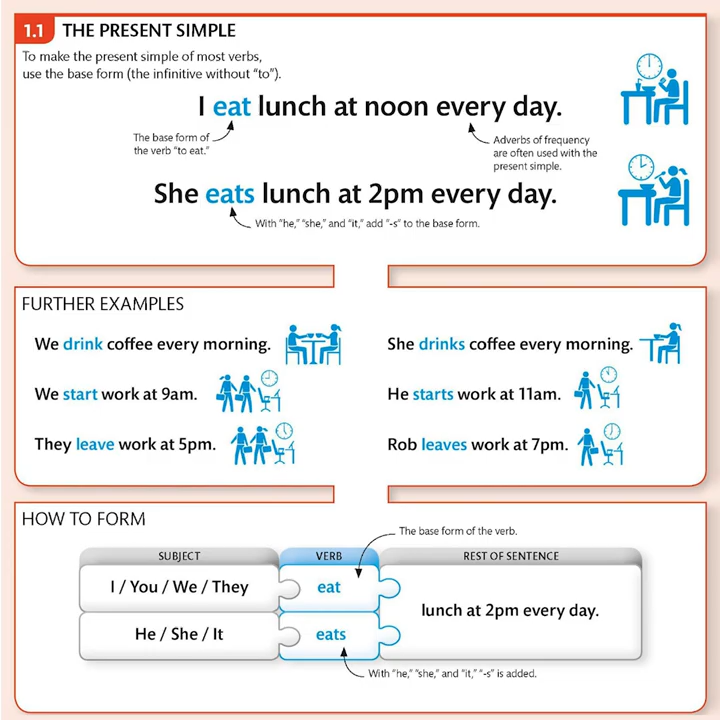 1.1 THE PRESENT SIMPLE
To make the present simple of most verbs,
use the base form (the infinitive without “to”).
I eat lunch at noon every day.
The base form of
the verb “to eat.”
Adverbs of frequency
are often used with the
present simple.
She eats lunch at 2pm every day.
With “he,” “she,” and “it,” add “-s” to the base form.
FURTHER EXAMPLES
We drink coffee every morning.
She drinks coffee every morning.
We start work at 9am.
He starts work at 11am.
They leave work at 5pm.
Rob leaves work at 7pm.
HOW TO FORM
The base form of the verb.
SUBJECT
VERB
REST OF SENTENCE
I / You / We / They
eat
lunch at 2pm every day.
He / She / It
eats
With “he,” “she,” and “it,” “-s” is added.